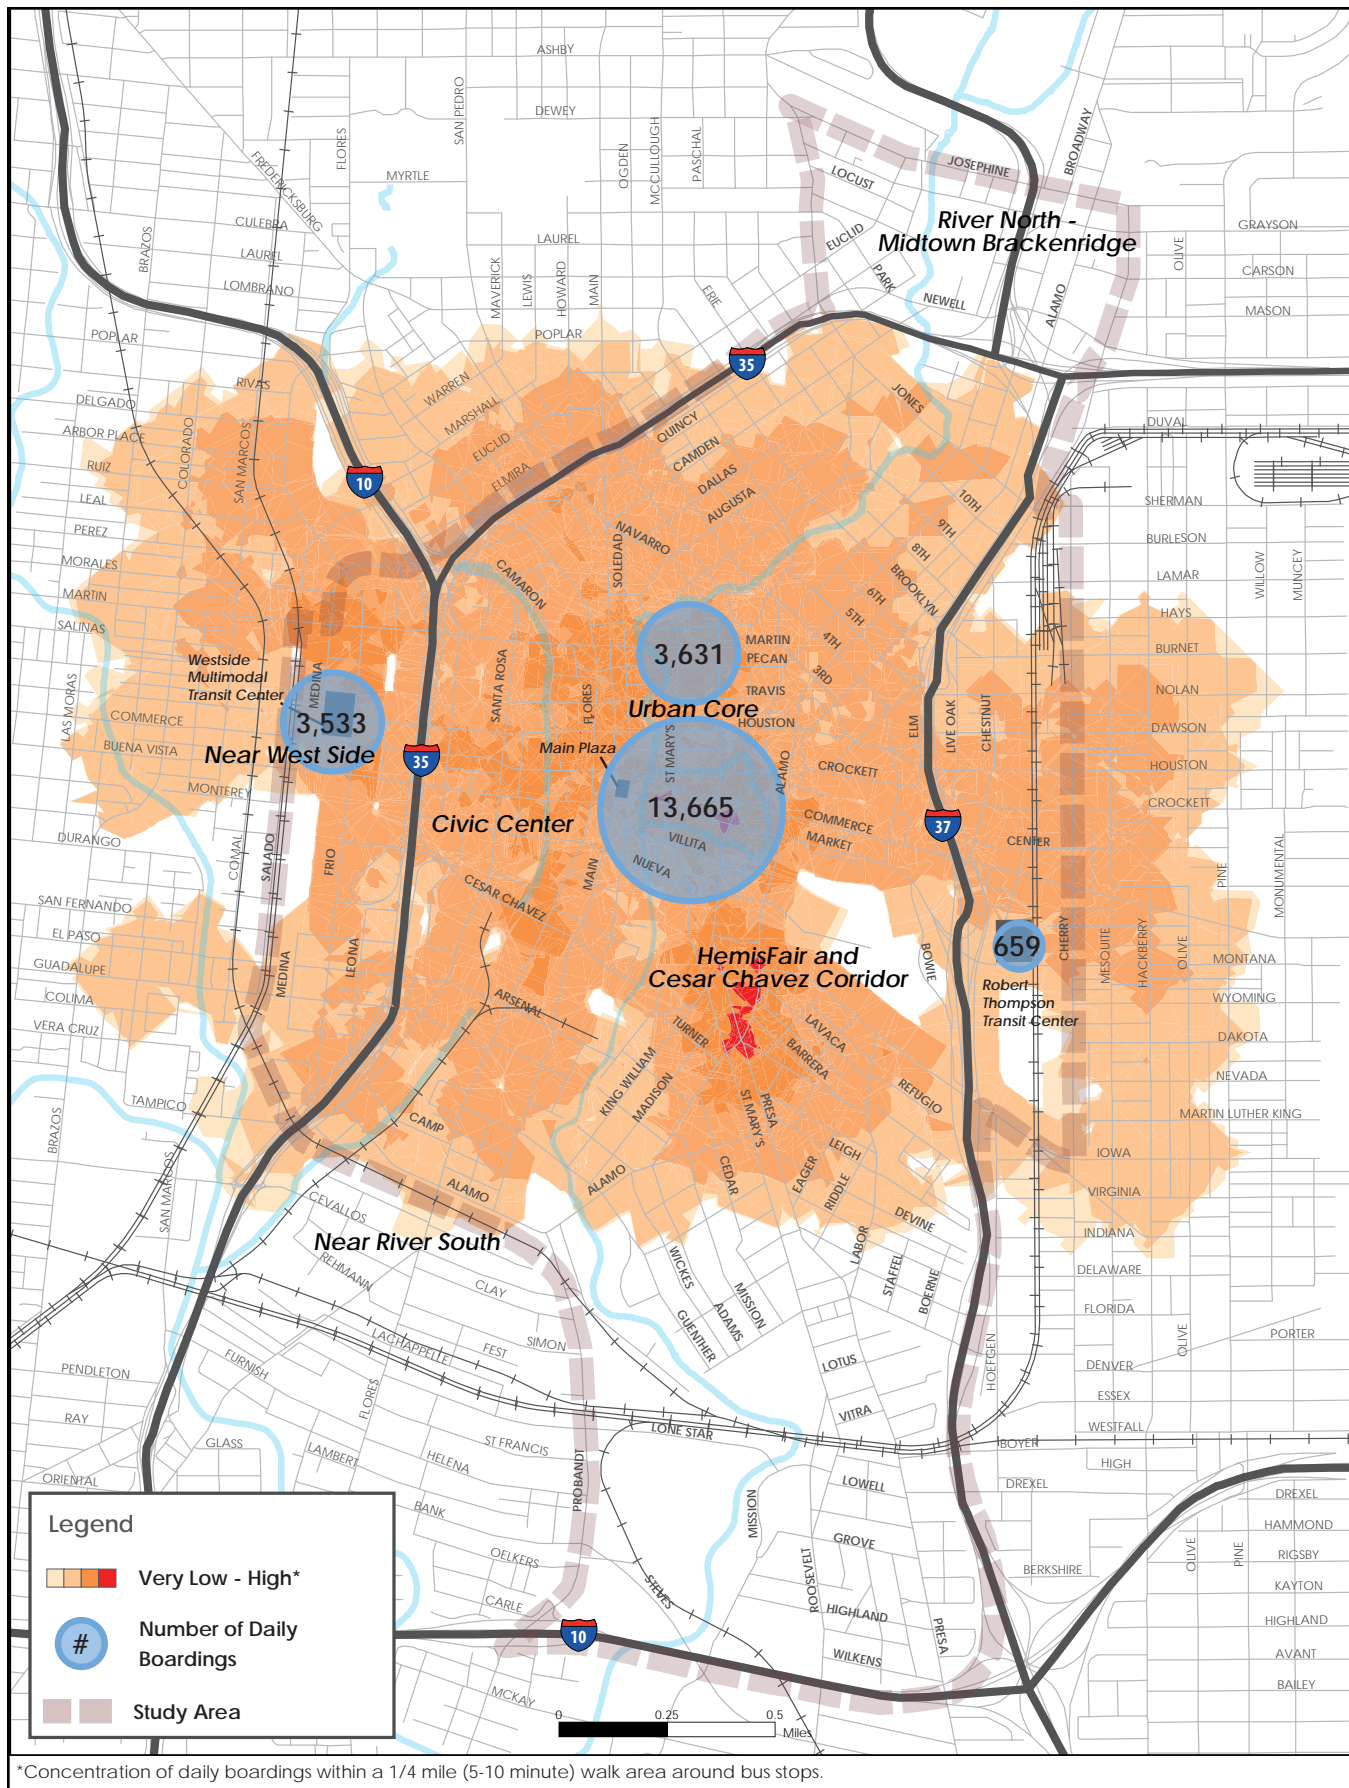 ASHBY
DEWEY
SAN PEDRO
FLORES
FREDERICKSBURG
MYRTLE
OGDEN
MCCULLOUGH
PASCHAL
BROADWAY
JOSEPHINE
LOCUST
River North -
Midtown Brackenridge
CULEBRA
LAUREL
LOMBRANO
BRAZOS
LAUREL
EUCLID
PARK
NEWELL
ALAMO
OLIVE
GRAYSON
CARSON
MASON
MAVERICK
LEWIS
HOWARD
MAIN
ERIE
POPLAR
POPLAR
35
RIVAS
WARREN
MARSHALL
EUCLID
ELMIRA
QUINCY
CAMDEN
DALLAS
AUGUSTA
JONES
DELGADO
ARBOR PLACE
RUIZ
LEAL
PEREZ
MORALES
MARTIN
SALINAS
COLORADO
SAN MARCOS
10
DUVAL
SHERMAN
BURLESON
LAMAR
HAYS
BURNET
WILLOW
MUNCEY
10TH
9TH
8TH
BROOKLYN
6TH
5TH
4TH
3RD
NAVARRO
SOLEDAD
CAMARON
MARTIN
PECAN
TRAVIS
HOUSTON
3,631
Urban Core
Westside
Multimodal
Transit Center
MEDINA
3,533
Near West Side
SANTA ROSA
FLORES
Main Plaza
ST MARY'S
13,665
VILLITA
NUEVA
ALAMO
CROCKETT
COMMERCE
MARKET
ELM
LIVE OAK
CHESTNUT
NOLAN
DAWSON
HOUSTON
CROCKETT
LAS MORAS
COMMERCE
BUENA VISTA
MONTEREY
35
37
CENTER
Civic Center
DURANGO
COMAL
SALADO
FRIO
MAIN
CESAR CHAVEZ
PINE
MONUMENTAL
SAN FERNANDO
EL PASO
GUADALUPE
COLIMA
VERA CRUZ
MEDINA
LEONA
ARSENAL
HemisFair and
Cesar Chavez Corridor
BOWIE
659
Robert
Thompson
Transit Center
CHERRY
MESQUITE
HACKBERRY
OLIVE
MONTANA
WYOMING
DAKOTA
NEVADA
MARTIN LUTHER KING
TURNER
LAVACA
BARRERA
REFUGIO
KING WILLIAM
MADISON
PRESA
ST MARY'S
LEIGH
EAGER
RIDDLE
CEDAR
TAMPICO
BRAZOS
SAN MARCOS
CAMP
ALAMO
ALAMO
IOWA
VIRGINIA
INDIANA
DELAWARE
FLORIDA
CEVALLOS
Near River South
REHMANN
CLAY
WICKES
MISSION
ADAMS
GUENTHER
LABOR
STAFFEL
BOERNE
DEVINE
SIMON
FEST
LACHAPPELLE
FURNISH
FLORES
PENDLETON
RAY
GLASS
ORIENTAL
LAMBERT
HELENA
ST FRANCIS
BANK
OELKERS
CARLE
MCKAY
PROBANDT
LONE STAR
LOTUS
VITRA
LOWELL
GROVE
MISSION
ROOSEVELT
HIGHLAND
WILKENS
PRESA
STEVES
HOEFGEN
OLIVE
PORTER
DENVER
ESSEX
WESTFALL
BOYER
HIGH
DREXEL
BERKSHIRE
OLIVE
PINE
DREXEL
HAMMOND
RIGSBY
KAYTON
HIGHLAND
AVANT
BAILEY
10
Legend
Very Low - High*
#
Number of Daily
Boardings
Study Area
0 0.25 0.5
Miles
*Concentration of daily boardings within a 1/4 mile (5-10 minute) walk area around bus stops.